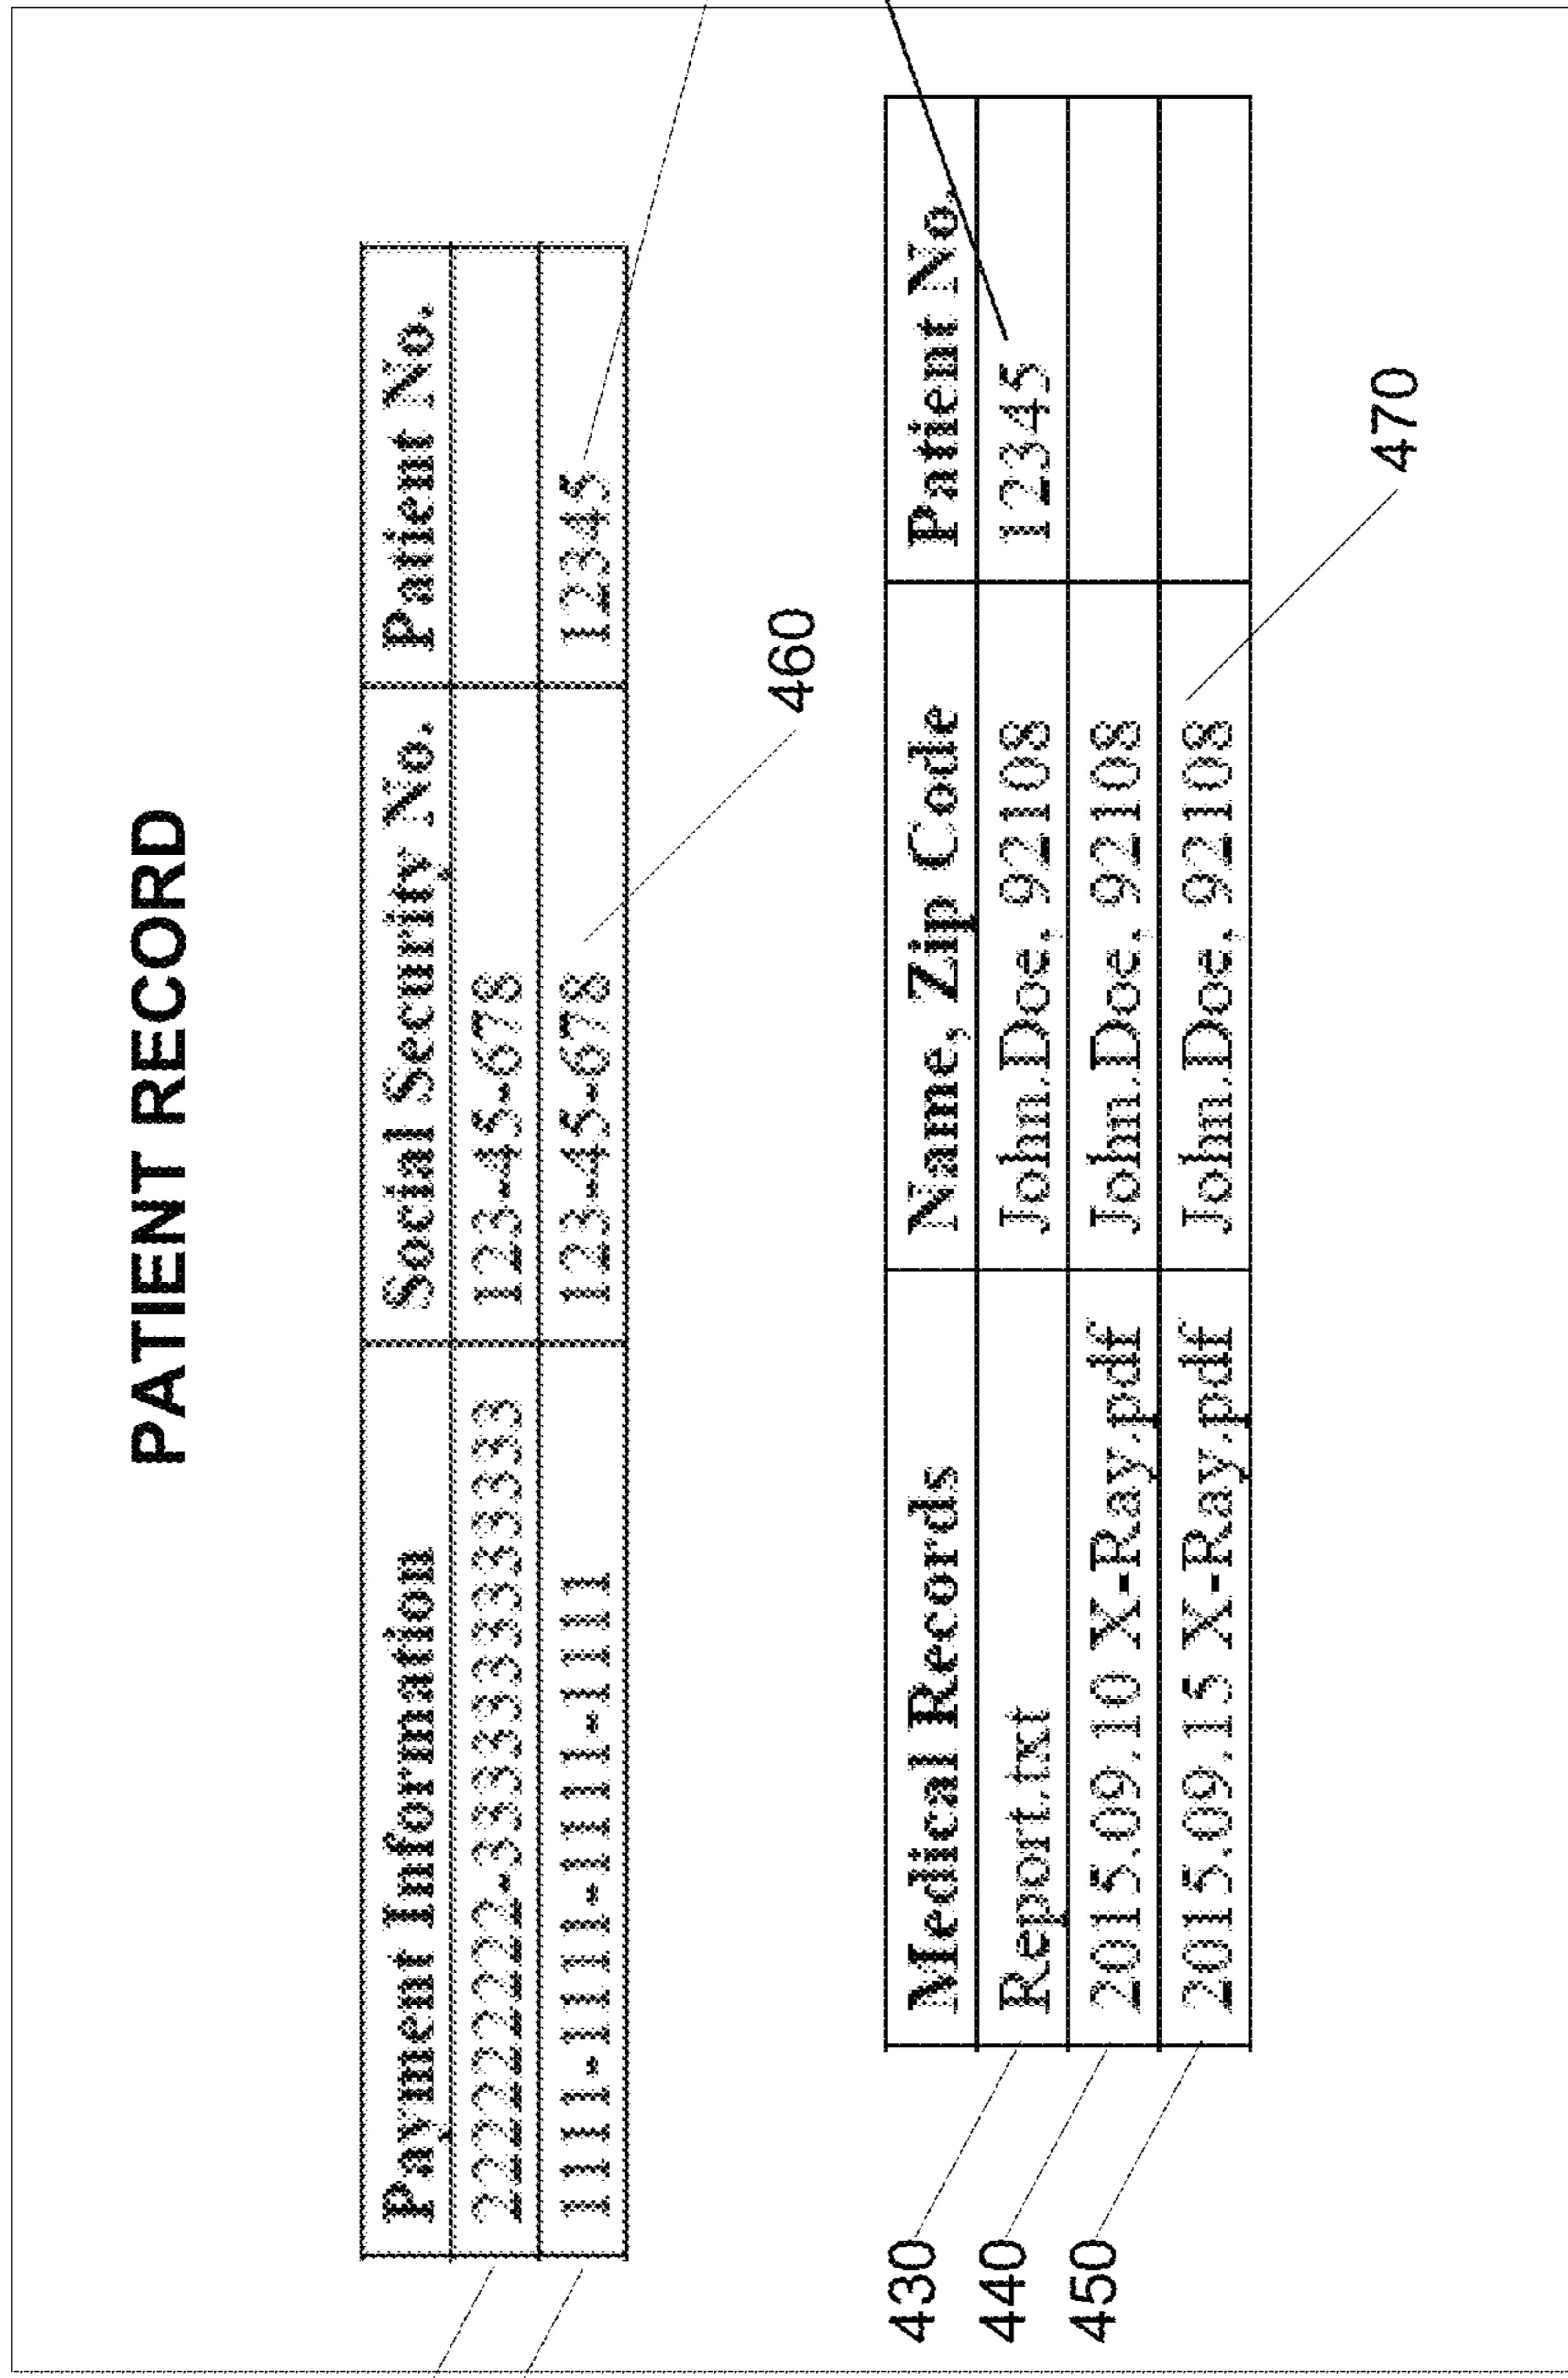 PATIENT RECORD
Payment Information Social Security No. Patient No.
222222222-3333333333333 123-45-678
1111-1111-1111-1111 123-45-678 12345
460
Medical Records Name, Zip Code Patient No.
430 Report.txt John.Doe, 92108 12345
440 2015.09.10 X-Ray.pdf John.Doe, 92108
450 2015.09.15 X-Ray.pdf John.Doe, 92108
470